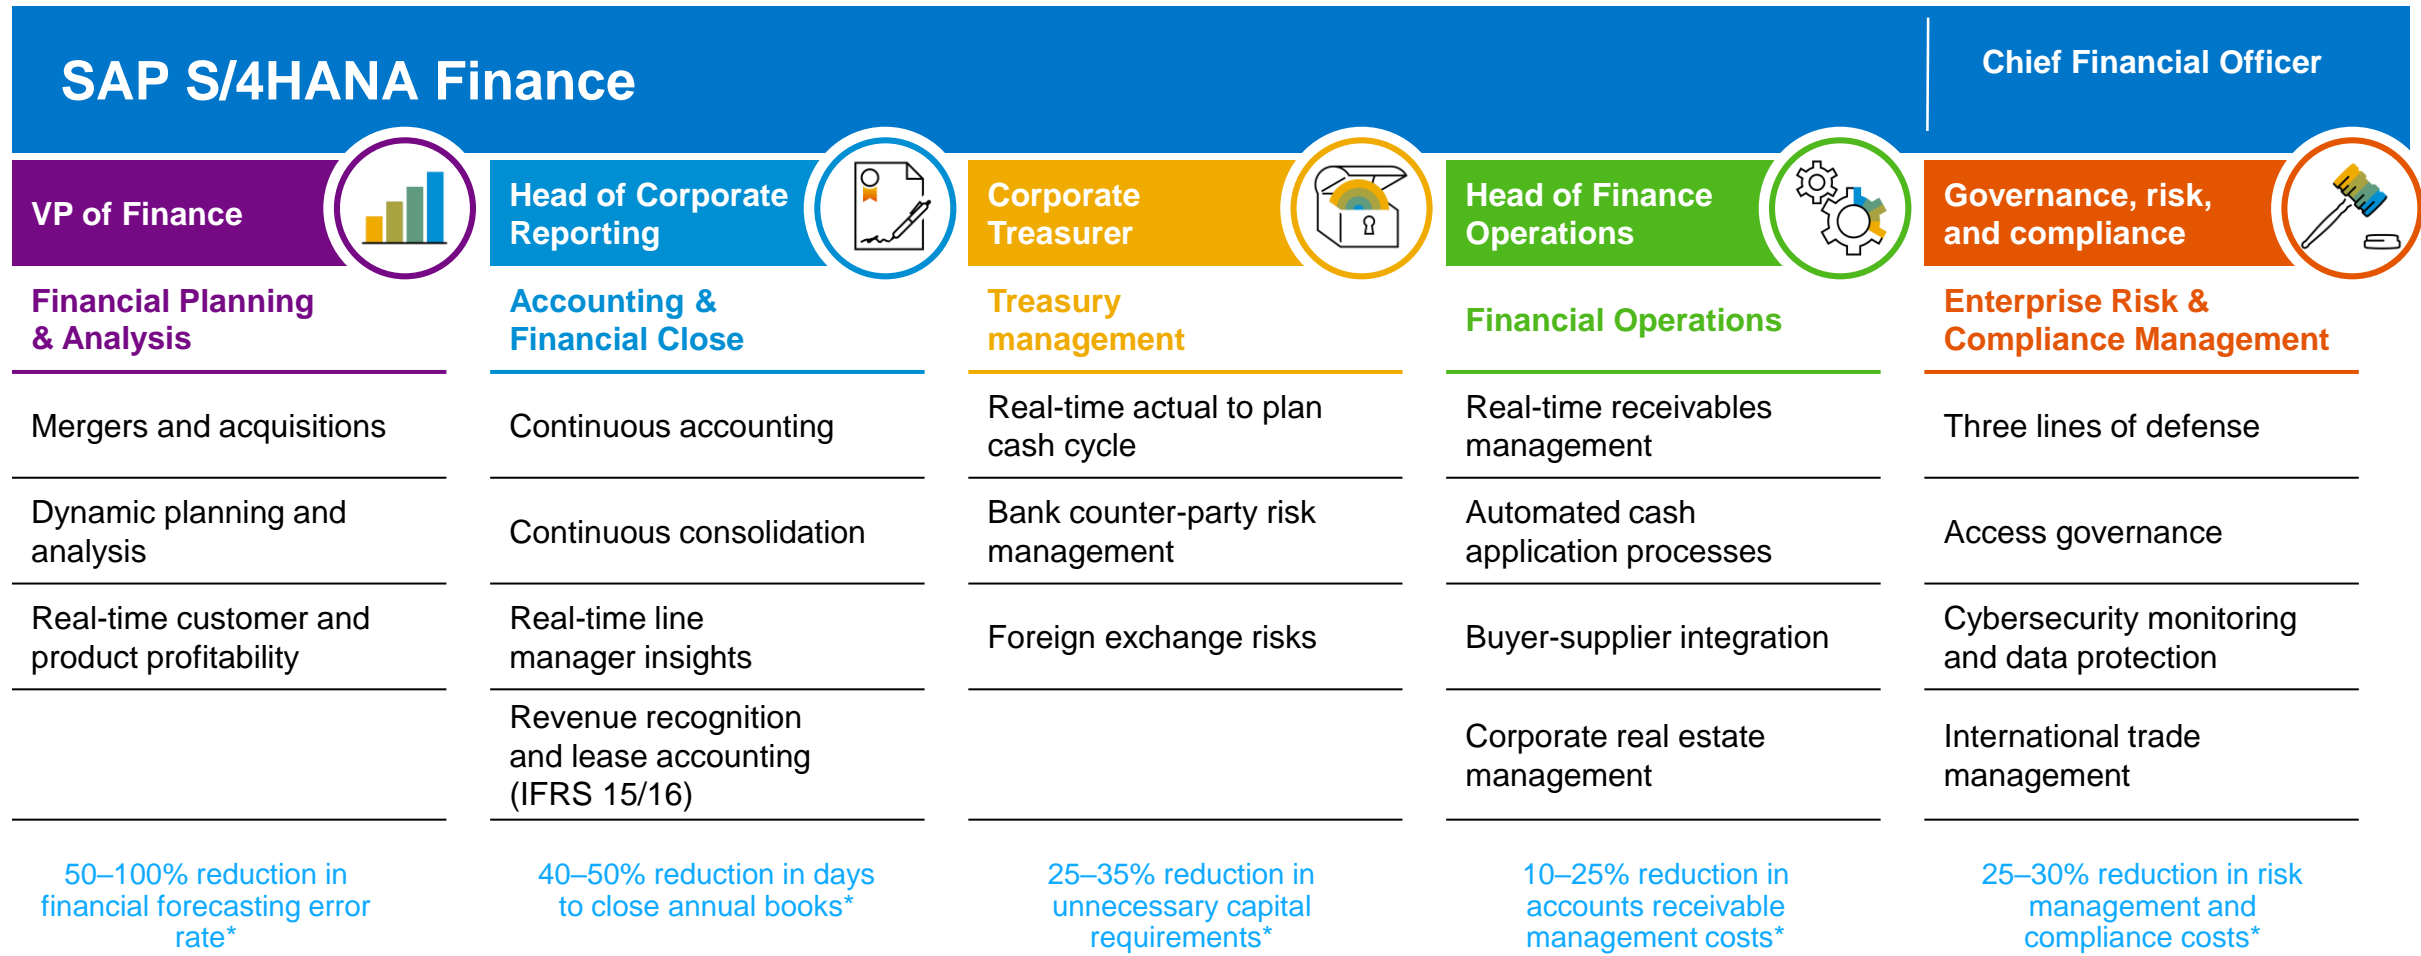 SAP S/4HANA Finance
Chief Financial Officer
VP of Finance
Financial Planning
& Analysis
Mergers and acquisitions
Dynamic planning and
analysis
Real-time customer and
product profitability
50–100% reduction in
financial forecasting error
rate*
Head of Corporate
Reporting
Accounting &
Financial Close
Continuous accounting
Continuous consolidation
Real-time line
manager insights
Revenue recognition
and lease accounting
(IFRS 15/16)
40–50% reduction in days
to close annual books*
Corporate
Treasurer
Treasury
management
Real-time actual to plan
cash cycle
Bank counter-party risk
management
Foreign exchange risks
25–35% reduction in
unnecessary capital
requirements*
Head of Finance
Operations
Financial Operations
Real-time receivables
management
Automated cash
application processes
Buyer-supplier integration
Corporate real estate
management
10–25% reduction in
accounts receivable
management costs*
Governance, risk,
and compliance
Enterprise Risk &
Compliance Management
Three lines of defense
Access governance
Cybersecurity monitoring
and data protection
International trade
management
25–30% reduction in risk
management and
compliance costs*